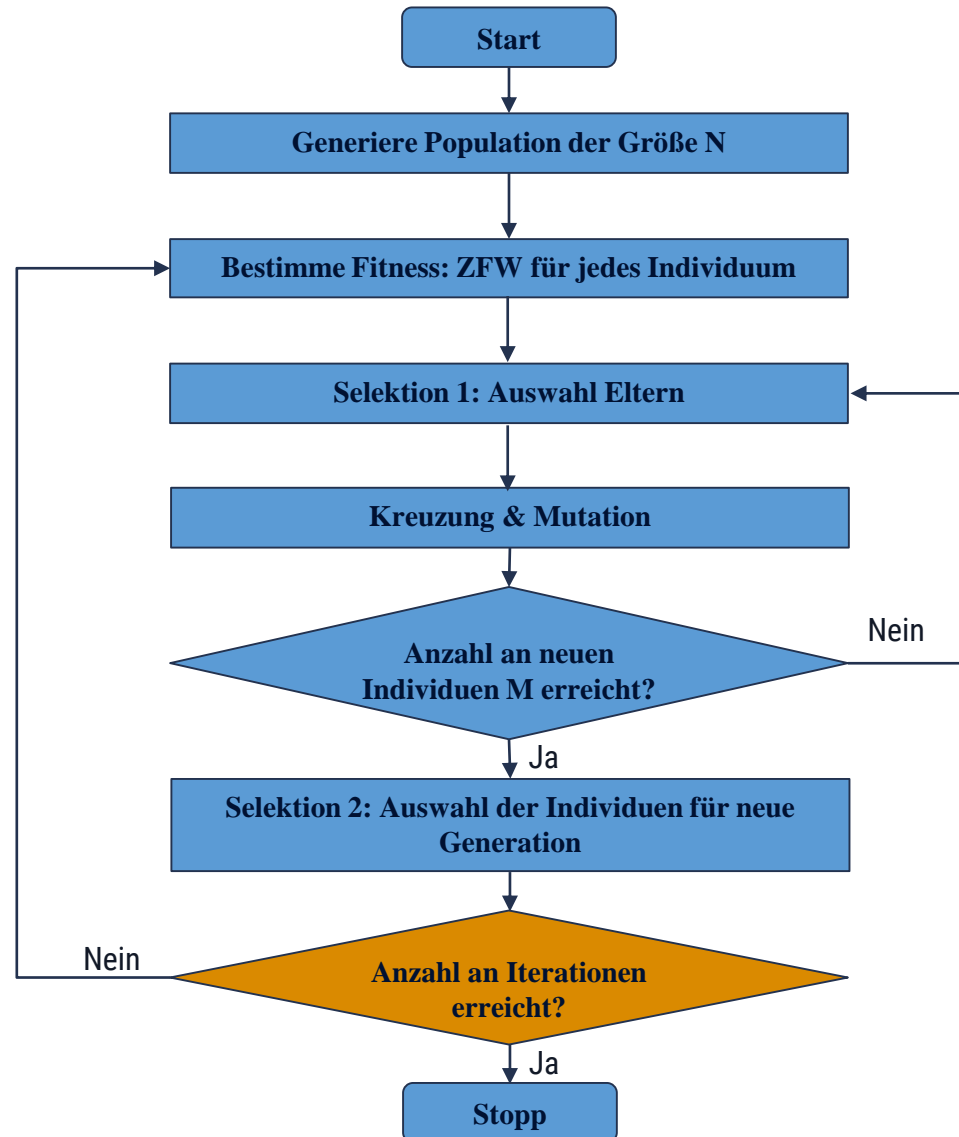 Start
Generiere Population der Größe N
Bestimme Fitness: ZFW für jedes Individuum
Selektion 1: Auswahl Eltern
Kreuzung & Mutation
Anzahl an neuen
Individuen M erreicht?
Nein
Ja
Selektion 2: Auswahl der Individuen für neue
Generation
Nein
Anzahl an Iterationen
erreicht?
Ja
Stopp